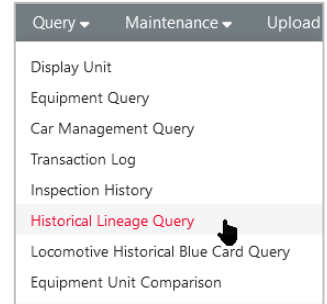 Query Maintenance Upload
Display Unit
Equipment Query
Car Management Query
Transaction Log
Inspection History
Historical Lineage Query
Locomotive Historical Blue Card Query
Equipment Unit Comparison